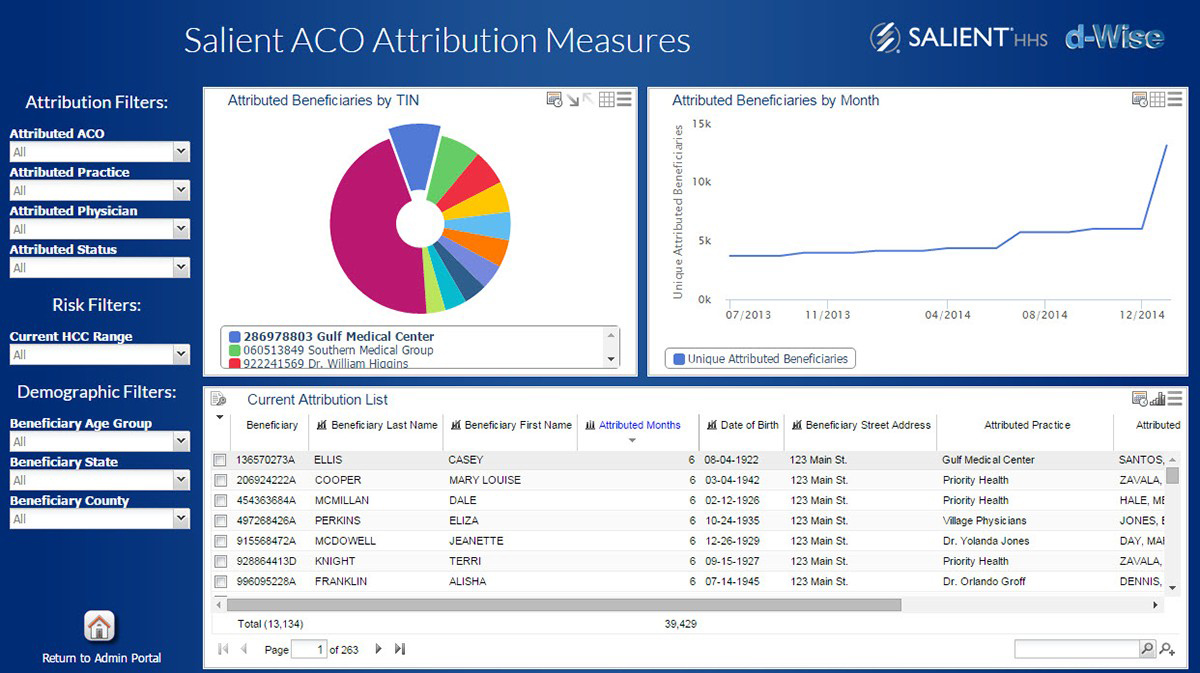 Salient ACO Attribution Measures
SALIENT HHS
d-Wise
Attribution Filters:
Attributed ACO
All
Attributed Practice
All
Attributed Physician
All
Attributed Status
All
Risk Filters:
Current HCC Range
All
Demographic Filters:
Beneficiary Age Group
All
Beneficiary State
All
Beneficiary County
All
Return to Admin Portal
Attributed Beneficiaries by TIN
286978803 Gulf Medical Center
060513849 Southern Medical Group
922241569 Dr. William Higgins
Attributed Beneficiaries by Month
Unique Attributed Beneficiaries
15k
10k
5k
0k
07/2013 11/2013 04/2014 08/2014 12/2014
Unique Attributed Beneficiaries
Current Attribution List
Beneficiary Beneficiary Last Name Beneficiary First Name Attributed Months Date of Birth Beneficiary Street Address Attributed Practice Attributed
136570273A ELLIS CASEY 6 08-04-1922 123 Main St. Gulf Medical Center SANTOS,
206924222A COOPER MARY LOUISE 6 03-04-1942 123 Main St. Priority Health ZAVALA,
454363684A MCMILLAN DALE 6 02-12-1926 123 Main St. Priority Health HALE, ME
497268426A PERKINS ELIZA 6 10-24-1935 123 Main St. Village Physicians JONES, E
915568472A MCDOWELL JEANETTE 6 12-26-1929 123 Main St. Dr. Yolanda Jones DAY, MA
928864413D KNIGHT TERRI 6 09-15-1927 123 Main St. Priority Health ZAVALA,
996095228A FRANKLIN ALISHA 6 07-14-1945 123 Main St. Dr. Orlando Groff DENNIS,
Total (13,134) 39,429
Page 1 of 263